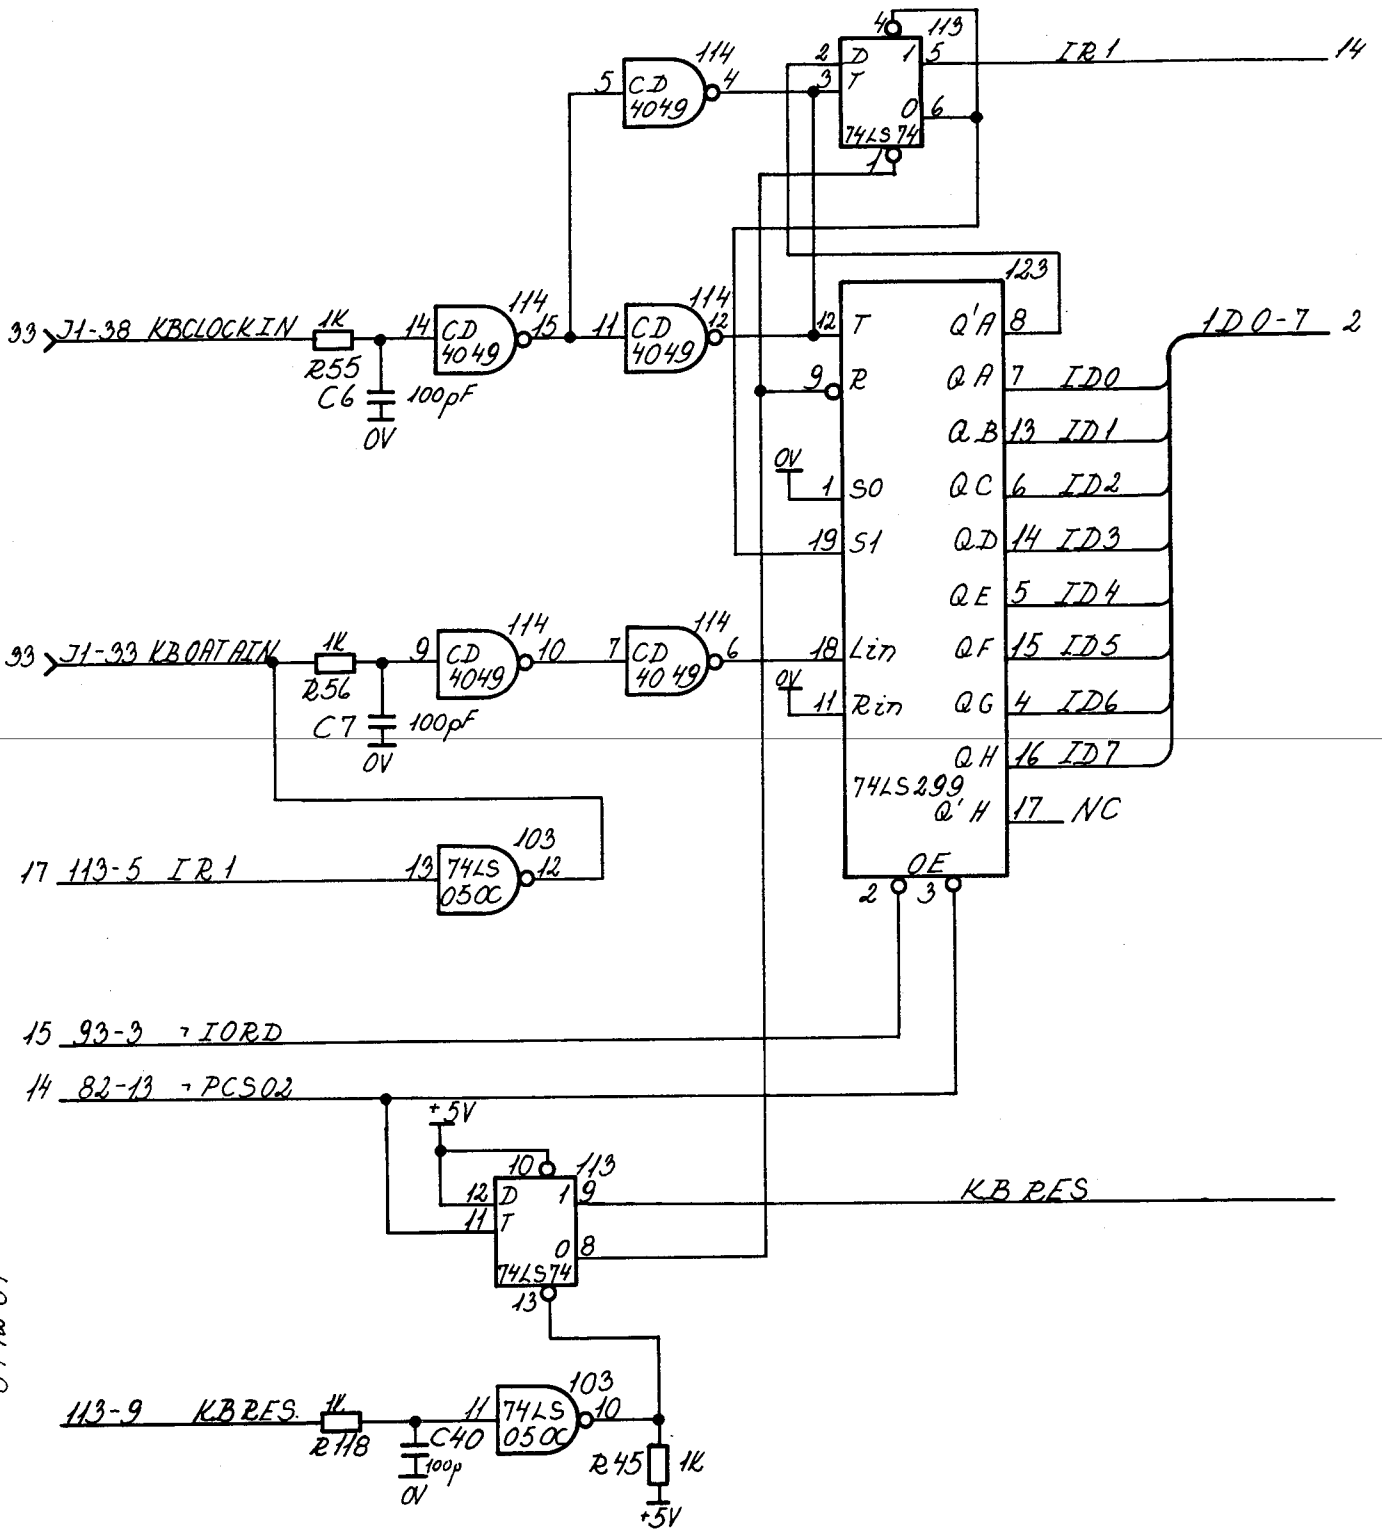 4 113
114
2 D 1 5 IR1 14
5 CD 4 3 T
4049
0 6
74LS74
1
123
33 J1-38 KBCLOCKIN 1K 14 CD 114 15 11 CD 114 12 12 T Q'A 8 ID0-7 2
4049 4049
R55
C6 100pF
0V
9 R QA 7 ID0
QB 13 ID1
0V
1 S0 QC 6 ID2
19 S1 QD 14 ID3
QE 5 ID4
33 J1-33 KBDATAIN 1K 9 CD 114 10 7 CD 114 6 18 Lin QF 15 ID5
4049 4049
R56
C7 100pF
0V
0V
11 Rin QG 4 ID6
QH 16 ID7
74LS299
Q'H 17 NC
103
17 113-5 IR1 13 74LS 12
05OC
OE
2 3
15 93-3 ¬IORD
14 82-13 ¬PCS02
+5V
10 113
12 D 1 9 KBRES
11 T
0 8
74LS74
13
103
113-9 KBRES. 1K 11 74LS 10
05OC
R118 C40
100p
0V
R45 1K
+5V